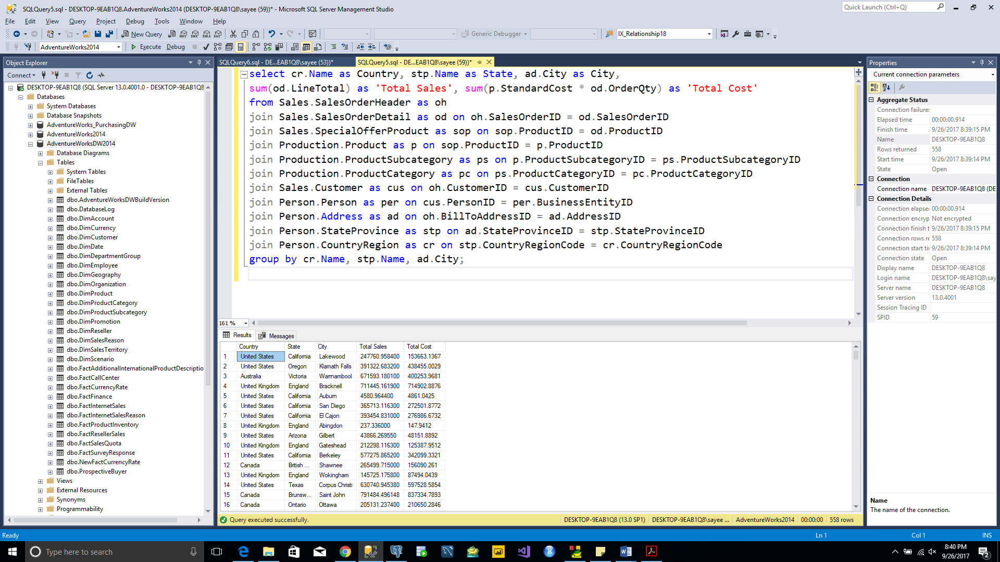 SQLQuery5.sql - DESKTOP-9EAB1Q8.AdventureWorks2014 (DESKTOP-9EAB1Q8\sayee (59))* - Microsoft SQL Server Management Studio
Quick Launch (Ctrl+Q)
File Edit View Query Project Debug Tools Window Help
New Query
Generic Debugger
IX_Relationship18
AdventureWorks2014
Execute Debug
Object Explorer
Connect
DESKTOP-9EAB1Q8 (SQL Server 13.0.4001.0 - DESKTOP-9EAB1Q8
Databases
System Databases
Database Snapshots
AdventureWorks_PurchasingDW
AdventureWorks2014
AdventureWorksDW2014
Database Diagrams
Tables
System Tables
FileTables
External Tables
dbo.AdventureWorksDWBuildVersion
dbo.DatabaseLog
dbo.DimAccount
dbo.DimCurrency
dbo.DimCustomer
dbo.DimDate
dbo.DimDepartmentGroup
dbo.DimEmployee
dbo.DimGeography
dbo.DimOrganization
dbo.DimProduct
dbo.DimProductCategory
dbo.DimProductSubcategory
dbo.DimPromotion
dbo.DimReseller
dbo.DimSalesReason
dbo.DimSalesTerritory
dbo.DimScenario
dbo.FactAdditionalInternationalProductDescriptio
dbo.FactCallCenter
dbo.FactCurrencyRate
dbo.FactFinance
dbo.FactInternetSales
dbo.FactInternetSalesReason
dbo.FactProductInventory
dbo.FactResellerSales
dbo.FactSalesQuota
dbo.FactSurveyResponse
dbo.NewFactCurrencyRate
dbo.ProspectiveBuyer
Views
External Resources
Synonyms
Programmability
SQLQuery6.sql - DE...EAB1Q8\sayee (53))* SQLQuery5.sql - DE...EAB1Q8\sayee (59))*
select cr.Name as Country, stp.Name as State, ad.City as City,
sum(od.LineTotal) as 'Total Sales', sum(p.StandardCost * od.OrderQty) as 'Total Cost'
from Sales.SalesOrderHeader as oh
join Sales.SalesOrderDetail as od on oh.SalesOrderID = od.SalesOrderID
join Sales.SpecialOfferProduct as sop on sop.ProductID = od.ProductID
join Production.Product as p on sop.ProductID = p.ProductID
join Production.ProductSubcategory as ps on p.ProductSubcategoryID = ps.ProductSubcategoryID
join Production.ProductCategory as pc on ps.ProductCategoryID = pc.ProductCategoryID
join Sales.Customer as cus on oh.CustomerID = cus.CustomerID
join Person.Person as per on cus.PersonID = per.BusinessEntityID
join Person.Address as ad on oh.BillToAddressID = ad.AddressID
join Person.StateProvince as stp on ad.StateProvinceID = stp.StateProvinceID
join Person.CountryRegion as cr on stp.CountryRegionCode = cr.CountryRegionCode
group by cr.Name, stp.Name, ad.City;
161 %
Results Messages
Country State City Total Sales Total Cost
1 United States California Lakewood 247760.958400 153663.1367
2 United States Oregon Klamath Falls 391322.683200 438455.0029
3 Australia Victoria Warrnambool 671593.180100 400253.9681
4 United Kingdom England Bracknell 711445.161900 714902.8876
5 United States California Auburn 4580.964400 4861.0425
6 United States California San Diego 365713.116300 272501.8772
7 United States California El Cajon 393454.831000 276986.6732
8 United Kingdom England Abingdon 237.336000 147.9412
9 United States Arizona Gilbert 43866.269550 48151.8892
10 United Kingdom England Gateshead 212298.116300 125387.9512
11 United States California Berkeley 577275.865200 342099.3321
12 Canada British ... Shawnee 265499.715000 156090.261
13 United Kingdom England Wokingham 145725.175800 87494.0439
14 United States Texas Corpus Christi 630740.945380 597528.5854
15 Canada Brunsw... Saint John 791484.496148 837334.7893
16 Canada Ontario Ottawa 205131.237400 210650.2846
Query executed successfully. DESKTOP-9EAB1Q8 (13.0 SP1) DESKTOP-9EAB1Q8\sayee ... AdventureWorks2014 00:00:00 558 rows
Properties
Current connection parameters
Aggregate Status
Connection failures
Elapsed time 00:00:00.914
Finish time 9/26/2017 8:39:15 PM
Name DESKTOP-9EAB1Q8
Rows returned 558
Start time 9/26/2017 8:39:14 PM
State Open
Connection
Connection name DESKTOP-9EAB1Q8 (DE
Connection Details
Connection elapse 00:00:00.914
Connection encryp Not encrypted
Connection finish t 9/26/2017 8:39:15 PM
Connection rows re 558
Connection start ti 9/26/2017 8:39:14 PM
Connection state Open
Display name DESKTOP-9EAB1Q8
Login name DESKTOP-9EAB1Q8\say
Server name DESKTOP-9EAB1Q8
Server version 13.0.4001
Session Tracing ID
SPID 59
Name
The name of the connection.
Ready Ln 1 Col 1 INS
Type here to search
8:40 PM
9/26/2017
2